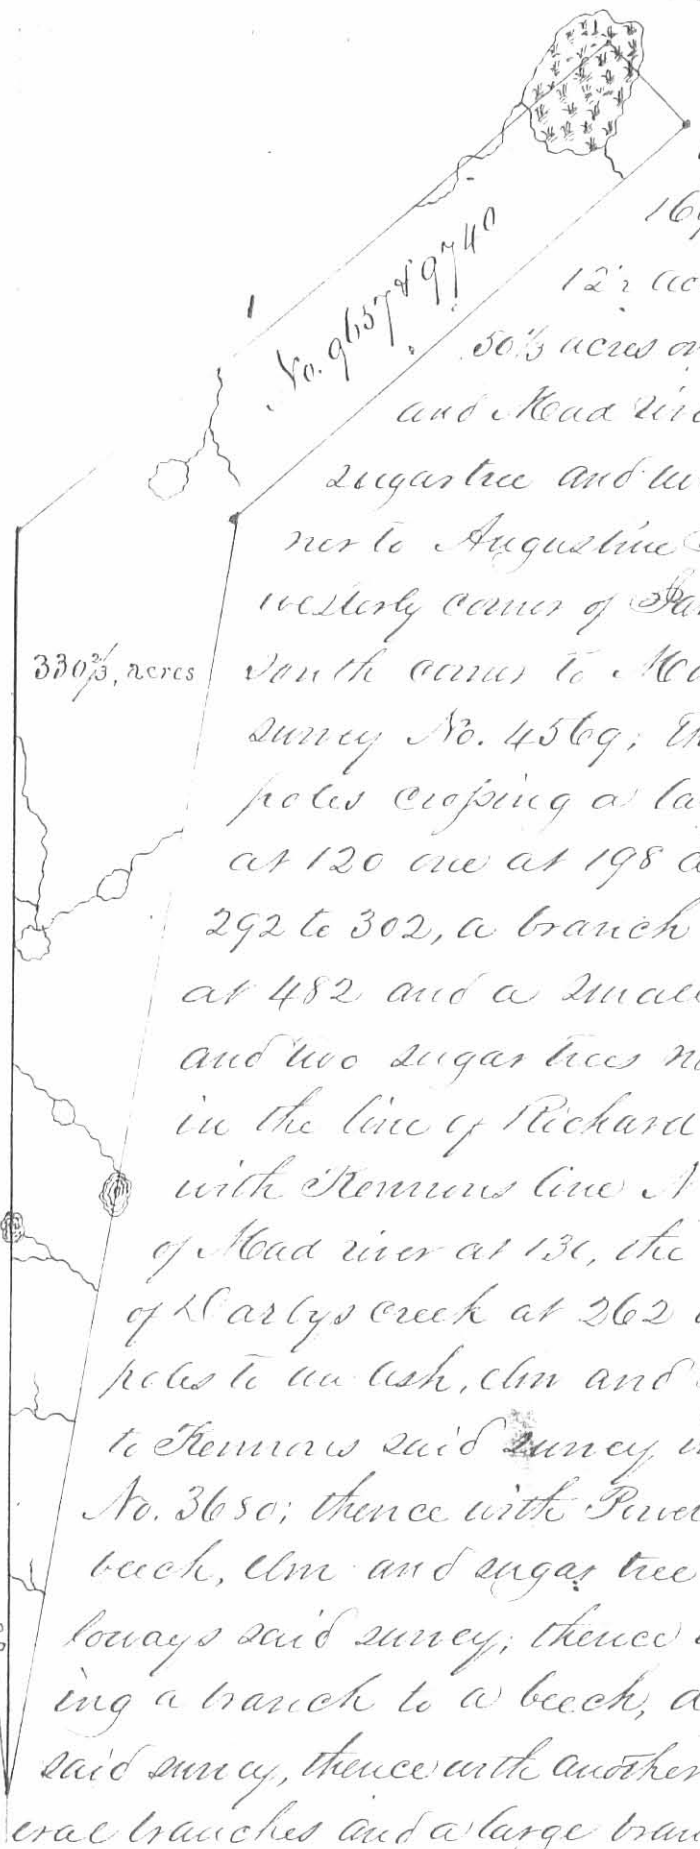 16
No. 9657 & 9740
12½ ac
50⅓ acres on
and Mad riv
sugartree and
ner to Augustine
westerly corner of
330⅔, acres
South corner to
survey No. 4569; Th
poles crossing a la
at 120 one at 198 a
292 to 302, a branch
at 482 and a small
and two sugar trees
in the line of Richard
with Kennons line N
of Mad river at 131, the
of Darbys creek at 262
poles to an ash, elm and
to Kennons said survey
No. 3650; thence with
beech, elm and sugar tree
loways said survey; thence
ing a branch to a beech,
said survey, thence with another
eral branches and a large bran